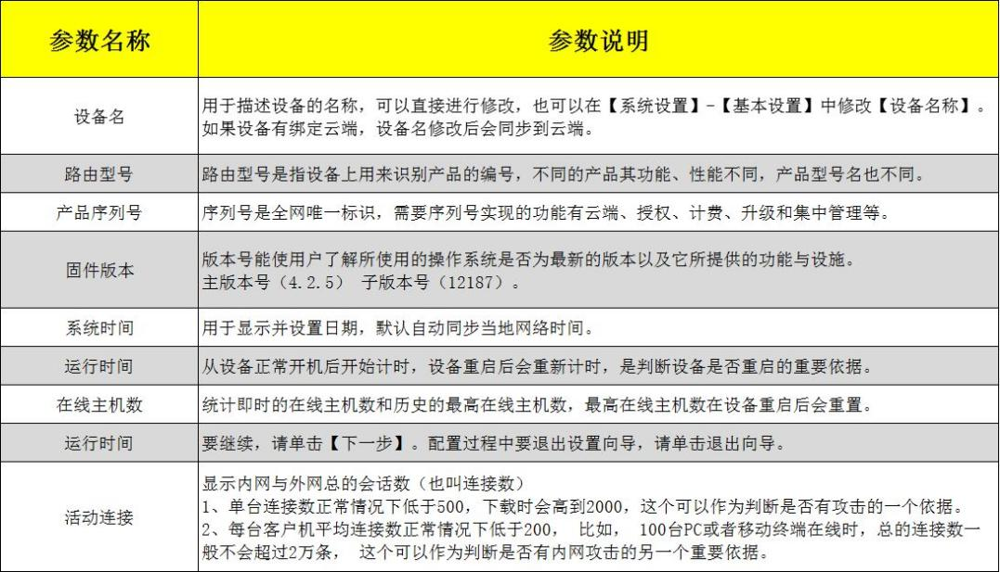 参数名称
参数说明
设备名
用于描述设备的名称，可以直接进行修改，也可以在【系统设置】-【基本设置】中修改【设备名称】。
如果设备有绑定云端，设备名修改后会同步到云端。
路由型号
路由型号是指设备上用来识别产品的编号，不同的产品其功能、性能不同，产品型号名也不同。
产品序列号
序列号是全网唯一标识，需要序列号实现的功能有云端、授权、计费、升级和集中管理等。
固件版本
版本号能使用户了解所使用的操作系统是否为最新的版本以及它所提供的功能与设施。
主版本号（4.2.5） 子版本号（12187）。
系统时间
用于显示并设置日期，默认自动同步当地网络时间。
运行时间
从设备正常开机后开始计时，设备重启后会重新计时，是判断设备是否重启的重要依据。
在线主机数
统计即时的在线主机数和历史的最高在线主机数，最高在线主机数在设备重启后会重置。
运行时间
要继续，请单击【下一步】。配置过程中要退出设置向导，请单击退出向导。
活动连接
显示内网与外网总的会话数（也叫连接数）
1、单台连接数正常情况下低于500，下载时会高到2000，这个可以作为判断是否有攻击的一个依据。
2、每台客户机平均连接数正常情况下低于200， 比如， 100台PC或者移动终端在线时，总的连接数一
般不会超过2万条， 这个可以作为判断是否有内网攻击的另一个重要依据。